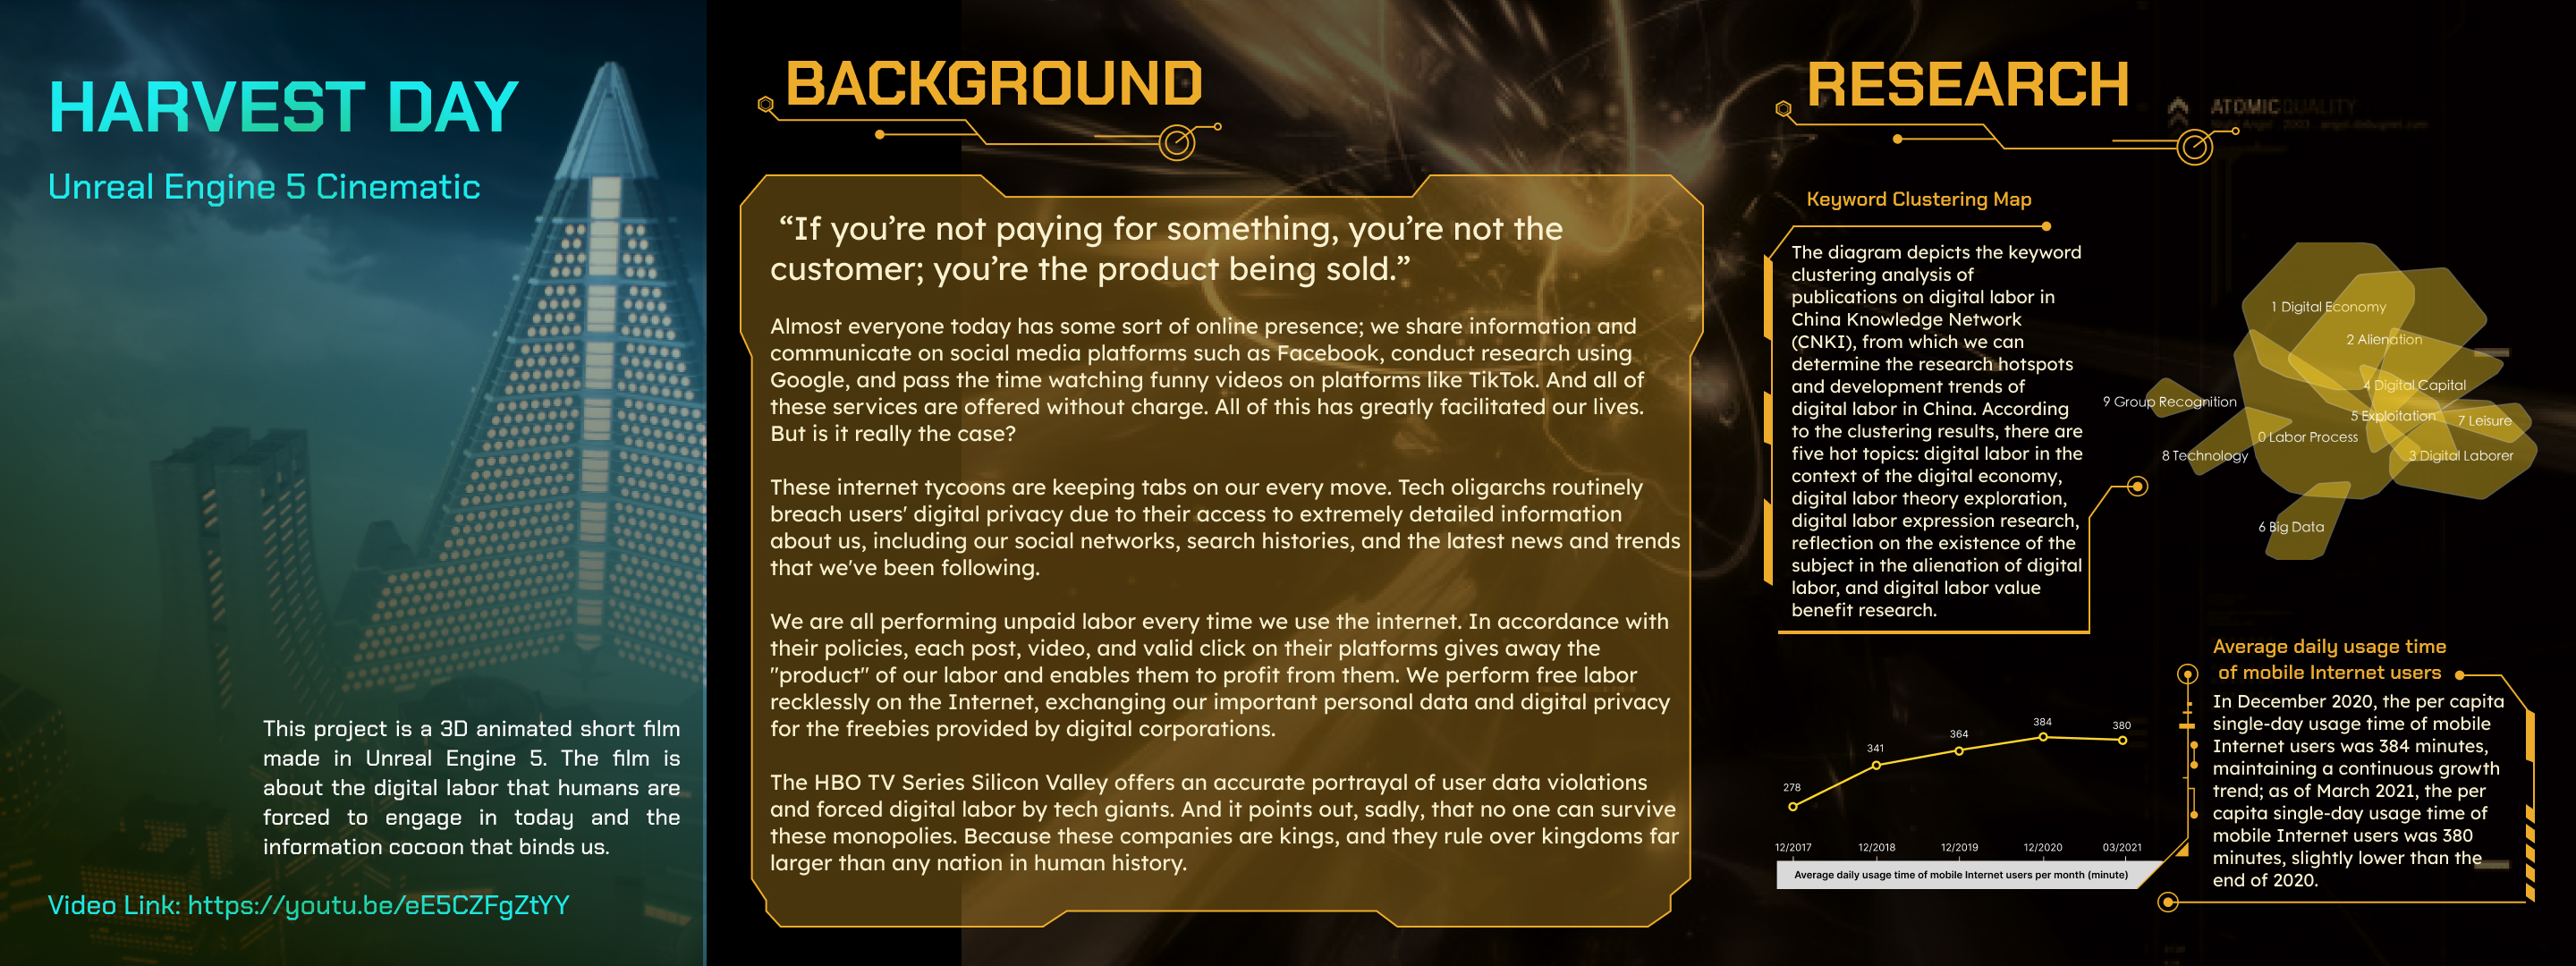 HARVEST DAY
Unreal Engine 5 Cinematic
This project is a 3D animated short film
made in Unreal Engine 5. The film is
about the digital labor that humans are
forced to engage in today and the
information cocoon that binds us.
Video Link: https://youtu.be/eE5CZFgZtYY
BACKGROUND
“If you’re not paying for something, you’re not the
customer; you’re the product being sold.”
Almost everyone today has some sort of online presence; we share information and
communicate on social media platforms such as Facebook, conduct research using
Google, and pass the time watching funny videos on platforms like TikTok. And all of
these services are offered without charge. All of this has greatly facilitated our lives.
But is it really the case?
These internet tycoons are keeping tabs on our every move. Tech oligarchs routinely
breach users' digital privacy due to their access to extremely detailed information
about us, including our social networks, search histories, and the latest news and trends
that we've been following.
We are all performing unpaid labor every time we use the internet. In accordance with
their policies, each post, video, and valid click on their platforms gives away the
"product" of our labor and enables them to profit from them. We perform free labor
recklessly on the Internet, exchanging our important personal data and digital privacy
for the freebies provided by digital corporations.
The HBO TV Series Silicon Valley offers an accurate portrayal of user data violations
and forced digital labor by tech giants. And it points out, sadly, that no one can survive
these monopolies. Because these companies are kings, and they rule over kingdoms far
larger than any nation in human history.
RESEARCH
ATOMIC QUALITY
Keyword Clustering Map
The diagram depicts the keyword
clustering analysis of
publications on digital labor in
China Knowledge Network
(CNKI), from which we can
determine the research hotspots
and development trends of
digital labor in China. According
to the clustering results, there are
five hot topics: digital labor in the
context of the digital economy,
digital labor theory exploration,
digital labor expression research,
reflection on the existence of the
subject in the alienation of digital
labor, and digital labor value
benefit research.
1 Digital Economy
2 Alienation
4 Digital Capital
9 Group Recognition
5 Exploitation
7 Leisure
0 Labor Process
8 Technology
3 Digital Laborer
6 Big Data
278
341
364
384
380
12/2017
12/2018
12/2019
12/2020
03/2021
Average daily usage time of mobile Internet users per month (minute)
Average daily usage time
of mobile Internet users
In December 2020, the per capita
single-day usage time of mobile
Internet users was 384 minutes,
maintaining a continuous growth
trend; as of March 2021, the per
capita single-day usage time of
mobile Internet users was 380
minutes, slightly lower than the
end of 2020.